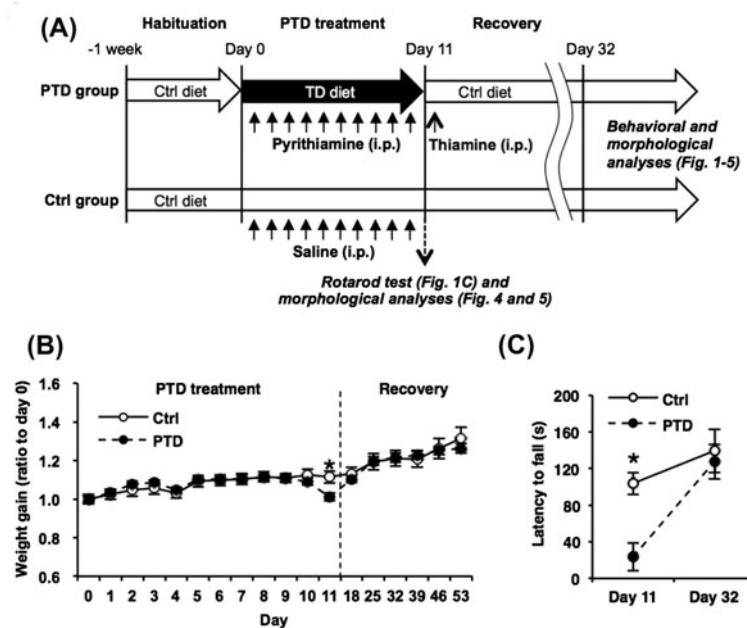 (A)
Habituation PTD treatment Recovery
-1 week Day 0 Day 11 Day 32
PTD group Ctrl diet TD diet Ctrl diet
Pyrithiamine (i.p.) Thiamine (i.p.)
Behavioral and
morphological
analyses (Fig. 1-5)
Ctrl group Ctrl diet
Saline (i.p.)
Rotarod test (Fig. 1C) and
morphological analyses (Fig. 4 and 5)
(B)
PTD treatment Recovery
Weight gain (ratio to day 0)
1.6
1.4
1.2
1.0
0.8
0.6
Ctrl
PTD
*
0 1 2 3 4 5 6 7 8 9 10 11 18 25 32 39 46 53
Day
(C)
Latency to fall (s)
200
160
120
80
40
0
Ctrl
PTD
*
Day 11 Day 32